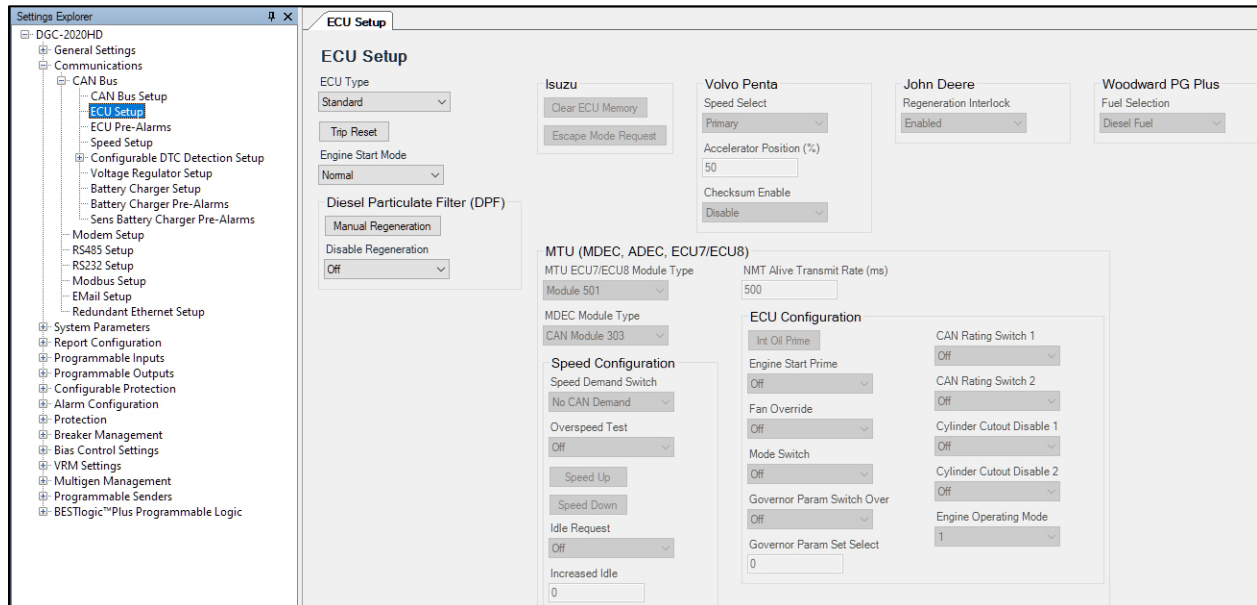 Settings Explorer
DGC-2020HD
General Settings
Communications
CAN Bus
CAN Bus Setup
ECU Setup
ECU Pre-Alarms
Speed Setup
Configurable DTC Detection Setup
Voltage Regulator Setup
Battery Charger Setup
Battery Charger Pre-Alarms
Sens Battery Charger Pre-Alarms
Modem Setup
RS485 Setup
RS232 Setup
Modbus Setup
EMail Setup
Redundant Ethernet Setup
System Parameters
Report Configuration
Programmable Inputs
Programmable Outputs
Configurable Protection
Alarm Configuration
Protection
Breaker Management
Bias Control Settings
VRM Settings
Multigen Management
Programmable Senders
BESTlogic™Plus Programmable Logic
ECU Setup
ECU Setup
ECU Type
Standard
Trip Reset
Engine Start Mode
Normal
Diesel Particulate Filter (DPF)
Manual Regeneration
Disable Regeneration
Off
Isuzu
Clear ECU Memory
Escape Mode Request
Volvo Penta
Speed Select
Primary
Accelerator Position (%)
50
Checksum Enable
Disable
John Deere
Regeneration Interlock
Enabled
Woodward PG Plus
Fuel Selection
Diesel Fuel
MTU (MDEC, ADEC, ECU7/ECU8)
MTU ECU7/ECU8 Module Type
Module 501
MDEC Module Type
CAN Module 303
Speed Configuration
Speed Demand Switch
No CAN Demand
Overspeed Test
Off
Speed Up
Speed Down
Idle Request
Off
Increased Idle
0
NMT Alive Transmit Rate (ms)
500
ECU Configuration
Int Oil Prime
Engine Start Prime
Off
Fan Override
Off
Mode Switch
Off
Governor Param Switch Over
Off
Governor Param Set Select
0
CAN Rating Switch 1
Off
CAN Rating Switch 2
Off
Cylinder Cutout Disable 1
Off
Cylinder Cutout Disable 2
Off
Engine Operating Mode
1